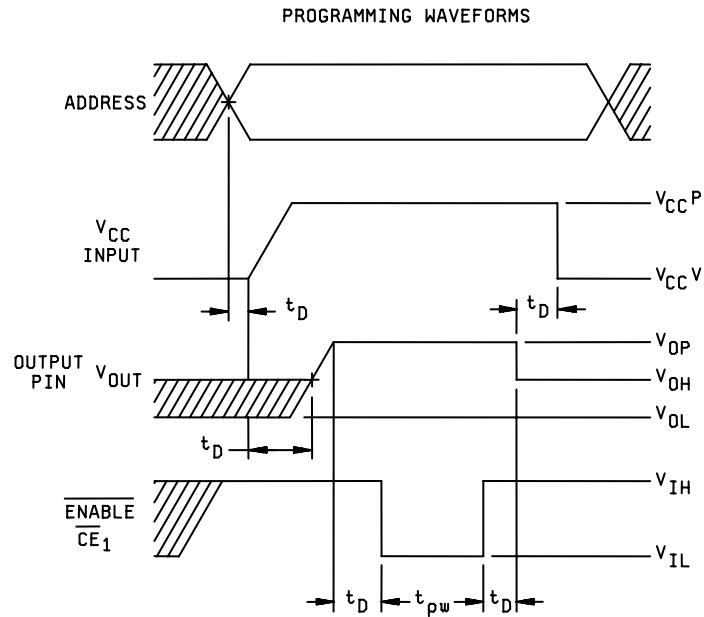 PROGRAMMING WAVEFORMS
ADDRESS
VCC
INPUT
VCCP
VCCV
tD
tD
OUTPUT
PIN
VOUT
VOP
VOH
VOL
tD
ENABLE
CE1
VIH
VIL
tD
tpw
tD